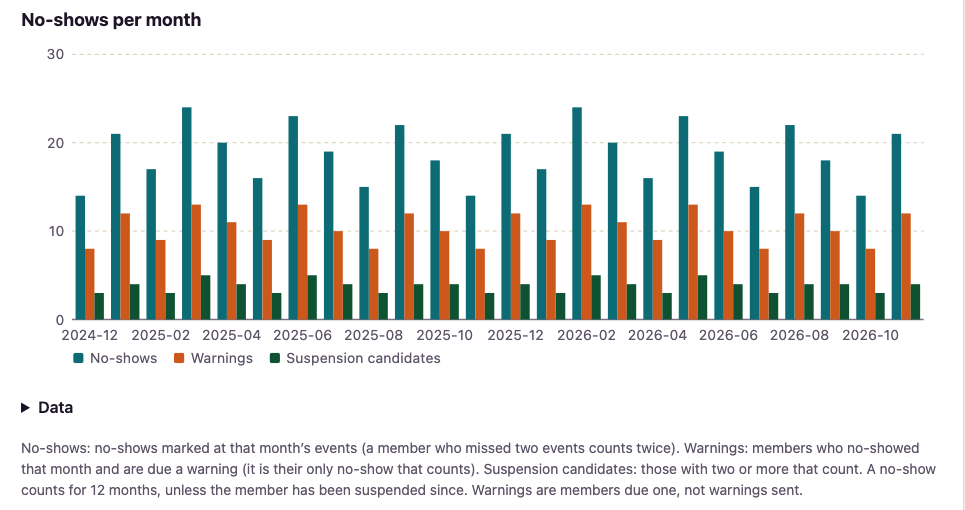 No-shows per month
30
20
10
0
2024-12 2025-02 2025-04 2025-06 2025-08 2025-10 2025-12 2026-02 2026-04 2026-06 2026-08 2026-10
No-shows Warnings Suspension candidates
Data
No-shows: no-shows marked at that month's events (a member who missed two events counts twice). Warnings: members who no-showed
that month and are due a warning (it is their only no-show that counts). Suspension candidates: those with two or more that count. A no-show
counts for 12 months, unless the member has been suspended since. Warnings are members due one, not warnings sent.